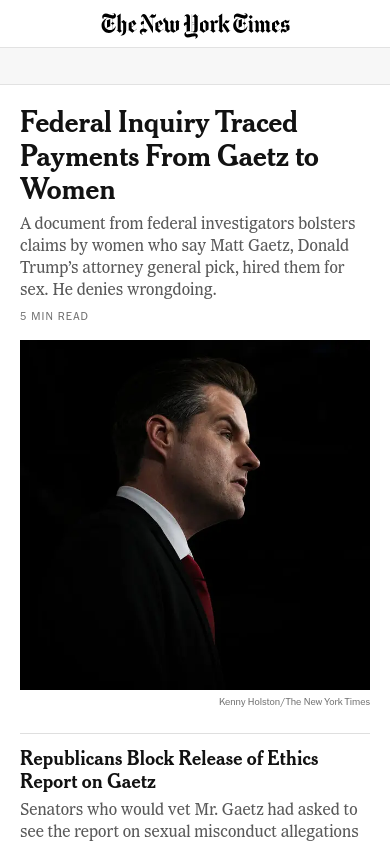 The New York Times
Federal Inquiry Traced
Payments From Gaetz to
Women
A document from federal investigators bolsters
claims by women who say Matt Gaetz, Donald
Trump’s attorney general pick, hired them for
sex. He denies wrongdoing.
5 MIN READ
Kenny Holston/The New York Times
Republicans Block Release of Ethics
Report on Gaetz
Senators who would vet Mr. Gaetz had asked to
see the report on sexual misconduct allegations